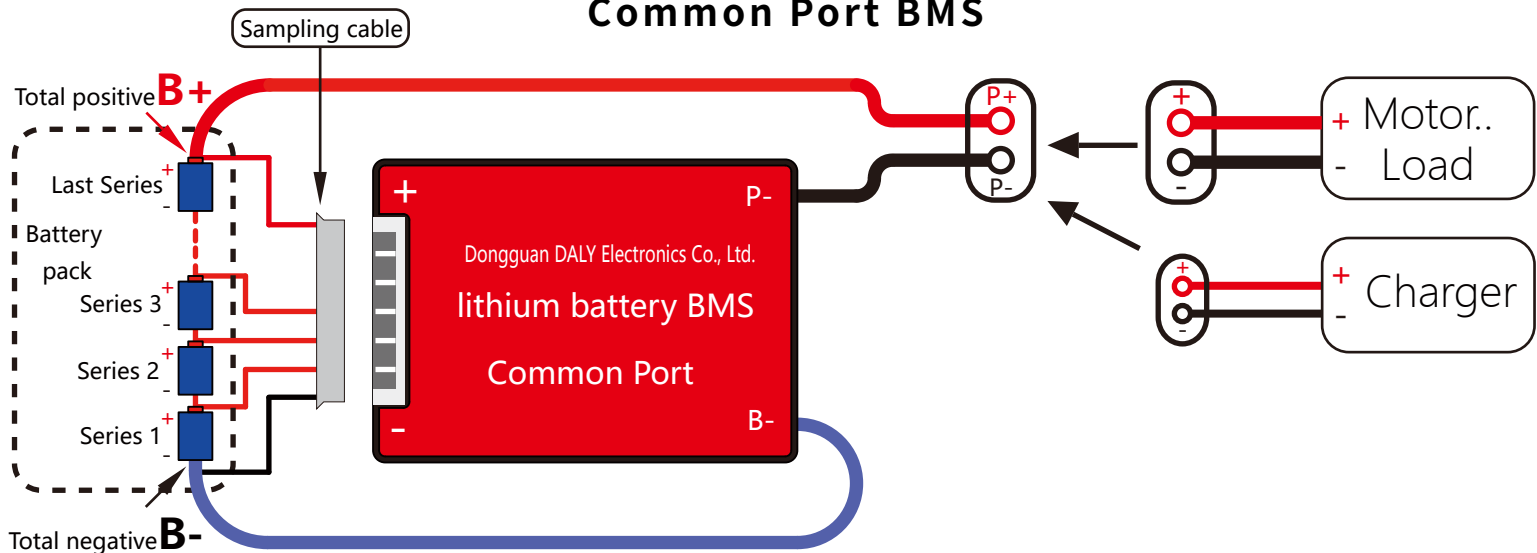 Common Port BMS
Sampling cable
Total positive B+
+
Last Series
-
Battery
pack
+
Series 3
-
+
Series 2
-
+
Series 1
-
Total negative B-
+
P-
Dongguan DALY Electronics Co., Ltd.
lithium battery BMS
Common Port
-
B-
P+
P-
+
-
+ Motor..
- Load
+
-
+
Charger
-